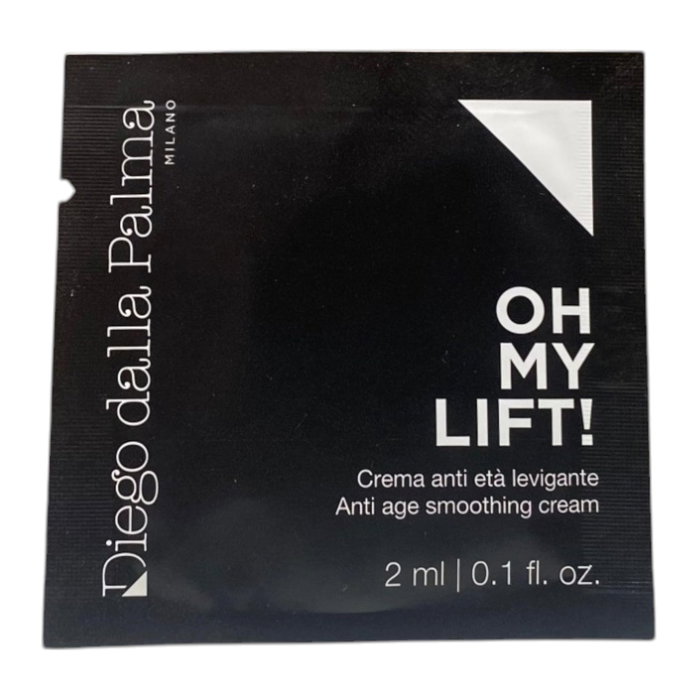 Diego dalla Palma
MILANO
OH
MY
LIFT!
Crema anti età levigante
Anti age smoothing cream
2 ml | 0.1 fl. oz.